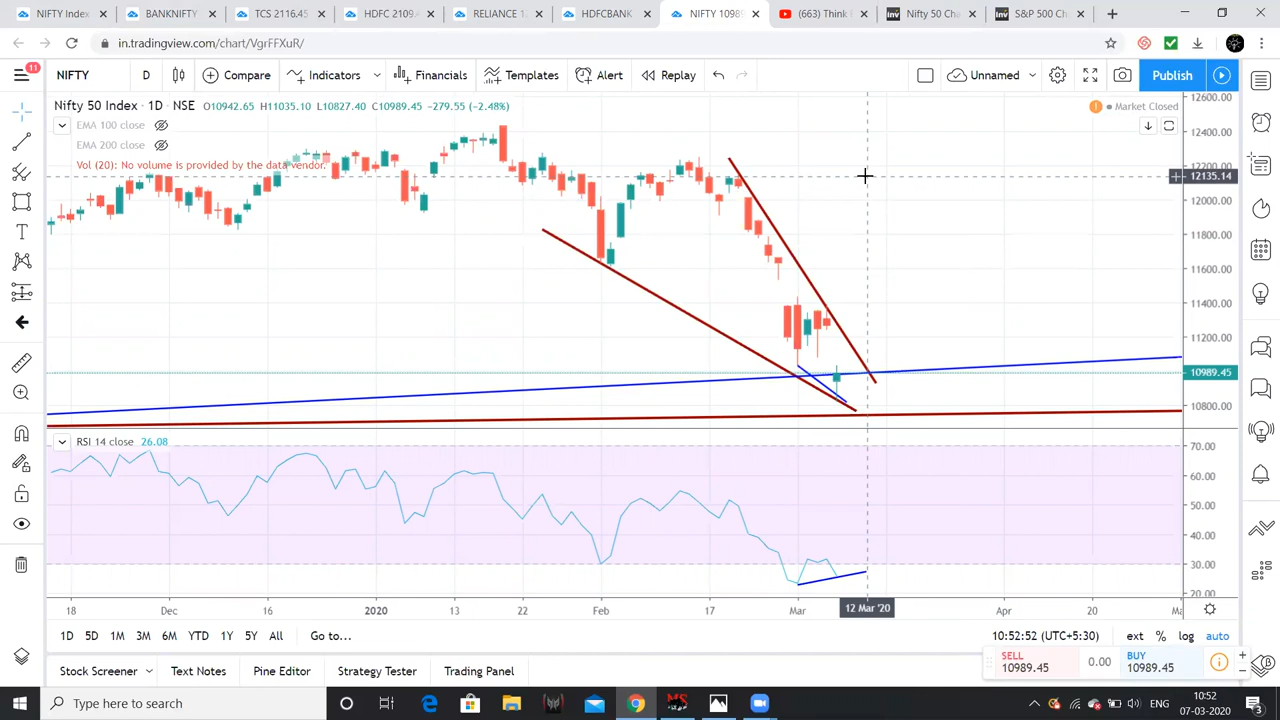 NIFTY Index
BANKNIFTY
TCS 2116
HDFC 2109
RELIANCE 1
HDFCBANK
NIFTY 1098
(663) Think
Nifty 50 Cha
S&P 500 Ch
in.tradingview.com/chart/VgrFFXuR/
11
NIFTY
D
Compare
Indicators
Financials
Templates
Alert
Replay
Unnamed
Publish
Nifty 50 Index · 1D · NSE O10942.65 H11035.10 L10827.40 C10989.45 −279.55 (−2.48%)
Market Closed
EMA 100 close
EMA 200 close
Vol (20): No volume is provided by the data vendor.
12600.00
12400.00
12200.00
12135.14
12000.00
11800.00
11600.00
11400.00
11200.00
10989.45
10800.00
RSI 14 close 26.08
70.00
60.00
50.00
40.00
30.00
20.00
18
Dec
16
2020
13
22
Feb
17
Mar
12 Mar '20
Apr
20
1D 5D 1M 3M 6M YTD 1Y 5Y All Go to...
10:52:52 (UTC+5:30) ext % log auto
SELL
10989.45
0.00
BUY
10989.45
Stock Screener
Text Notes
Pine Editor
Strategy Tester
Trading Panel
Type here to search
ENG
10:52
07-03-2020